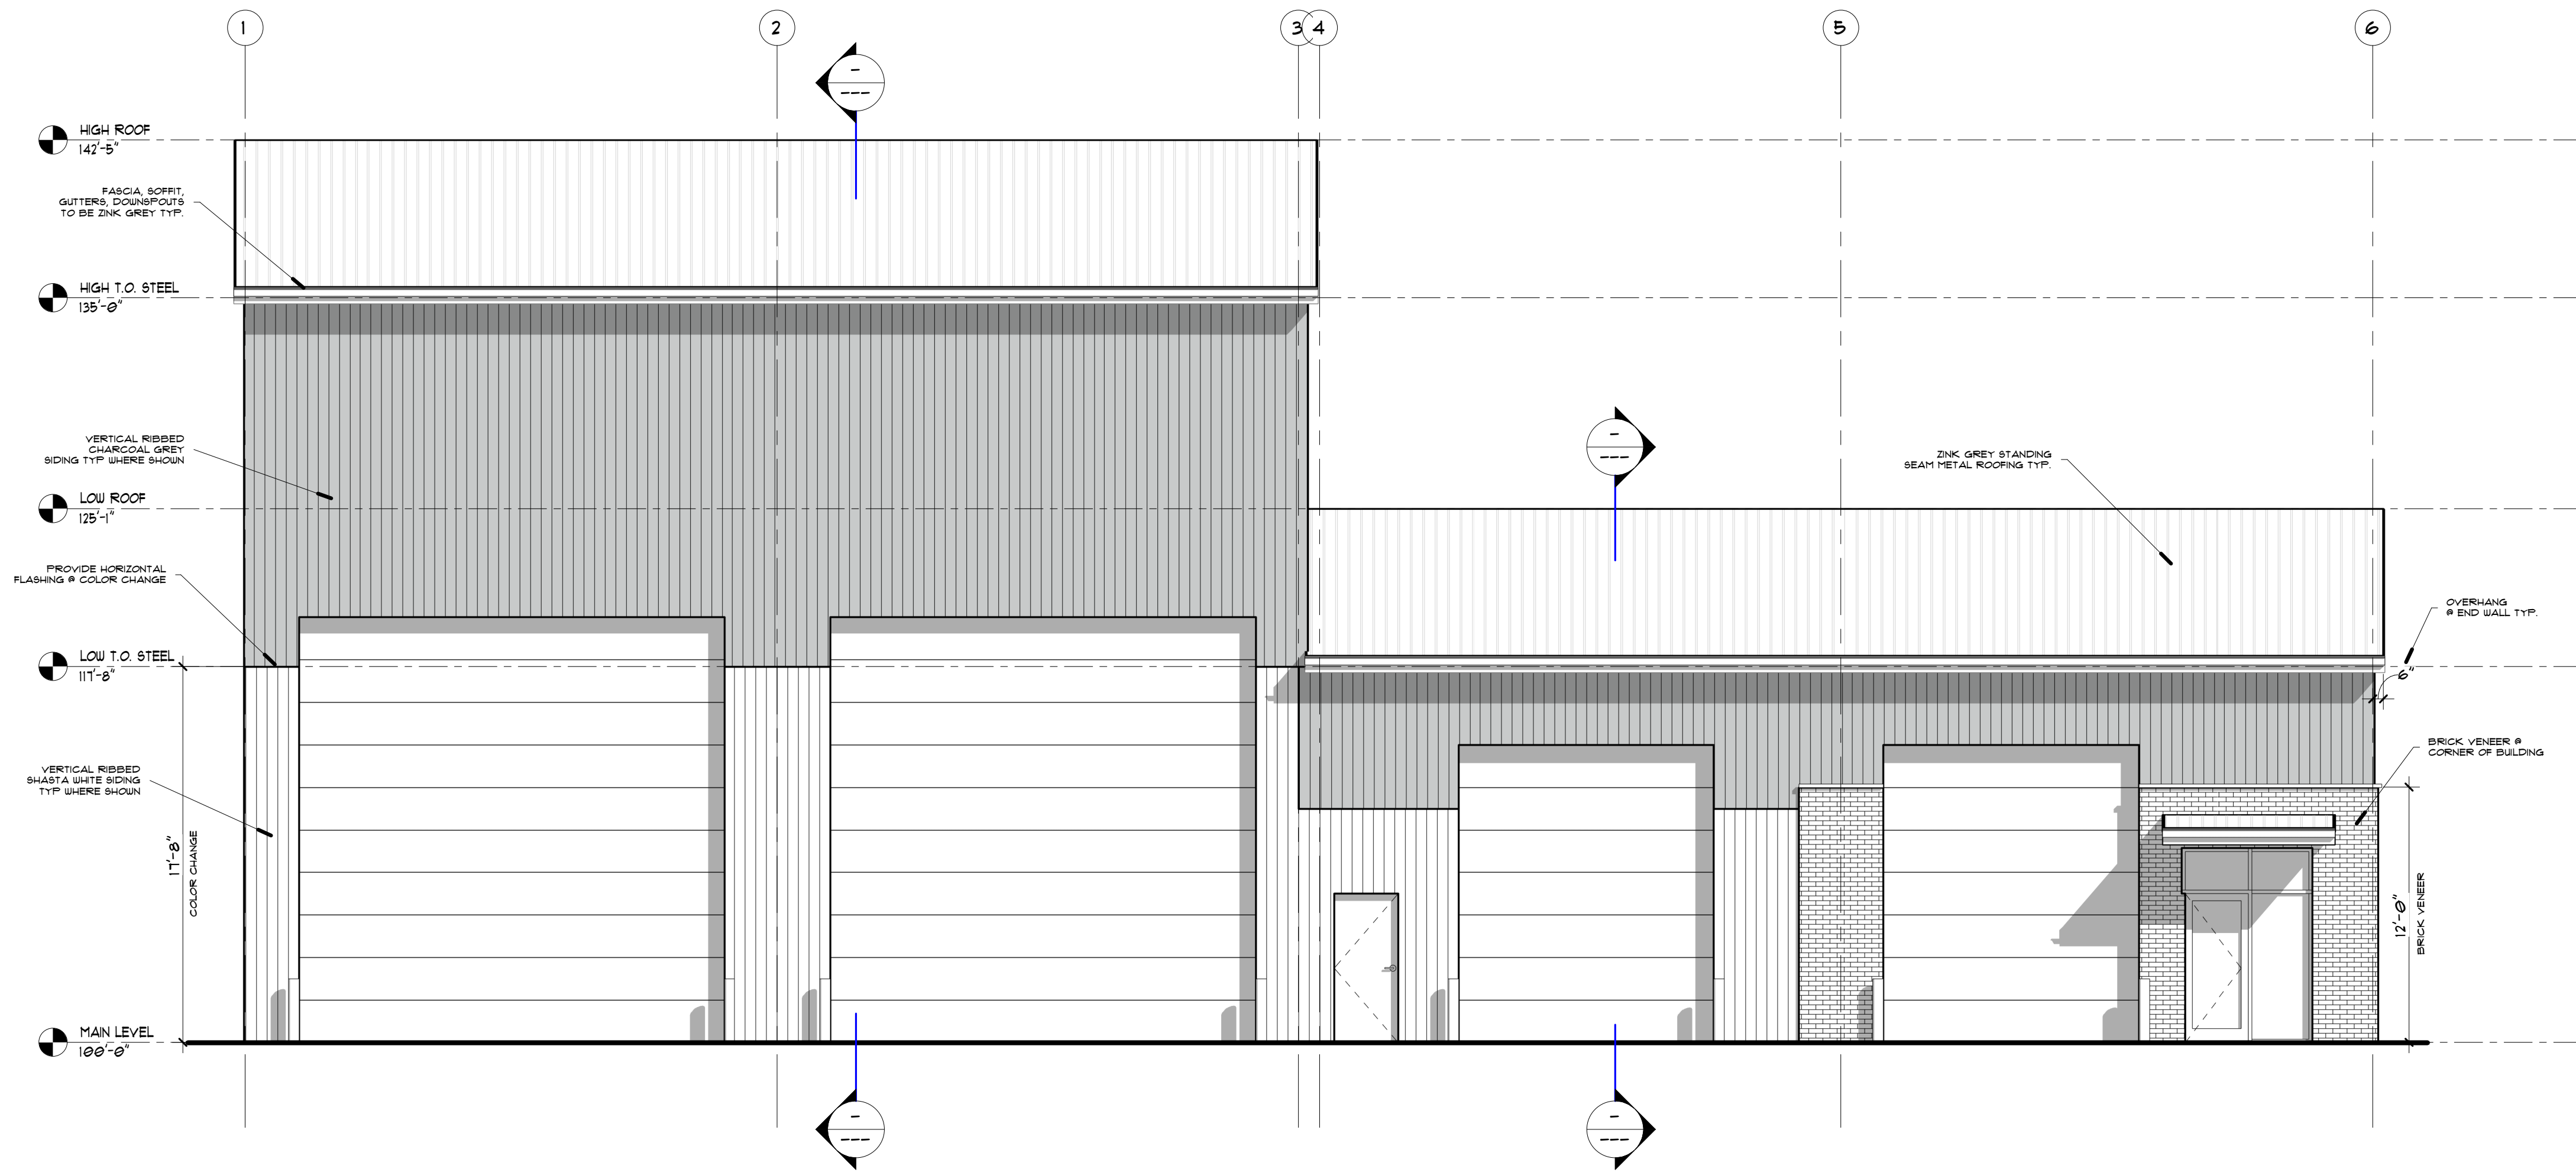 1
2
3
4
5
6
-
---
HIGH ROOF
142'-5"
FASCIA, SOFFIT,
GUTTERS, DOWNSPOUTS
TO BE ZINK GREY TYP.
HIGH T.O. STEEL
135'-0"
VERTICAL RIBBED
CHARCOAL GREY
SIDING TYP WHERE SHOWN
-
---
ZINK GREY STANDING
SEAM METAL ROOFING TYP.
LOW ROOF
125'-1"
PROVIDE HORIZONTAL
FLASHING @ COLOR CHANGE
OVERHANG
@ END WALL TYP.
LOW T.O. STEEL
117'-8"
6"
BRICK VENEER @
CORNER OF BUILDING
VERTICAL RIBBED
SHASTA WHITE SIDING
TYP WHERE SHOWN
17'-8"
COLOR CHANGE
12'-0"
BRICK VENEER
MAIN LEVEL
100'-0"
-
---
-
---